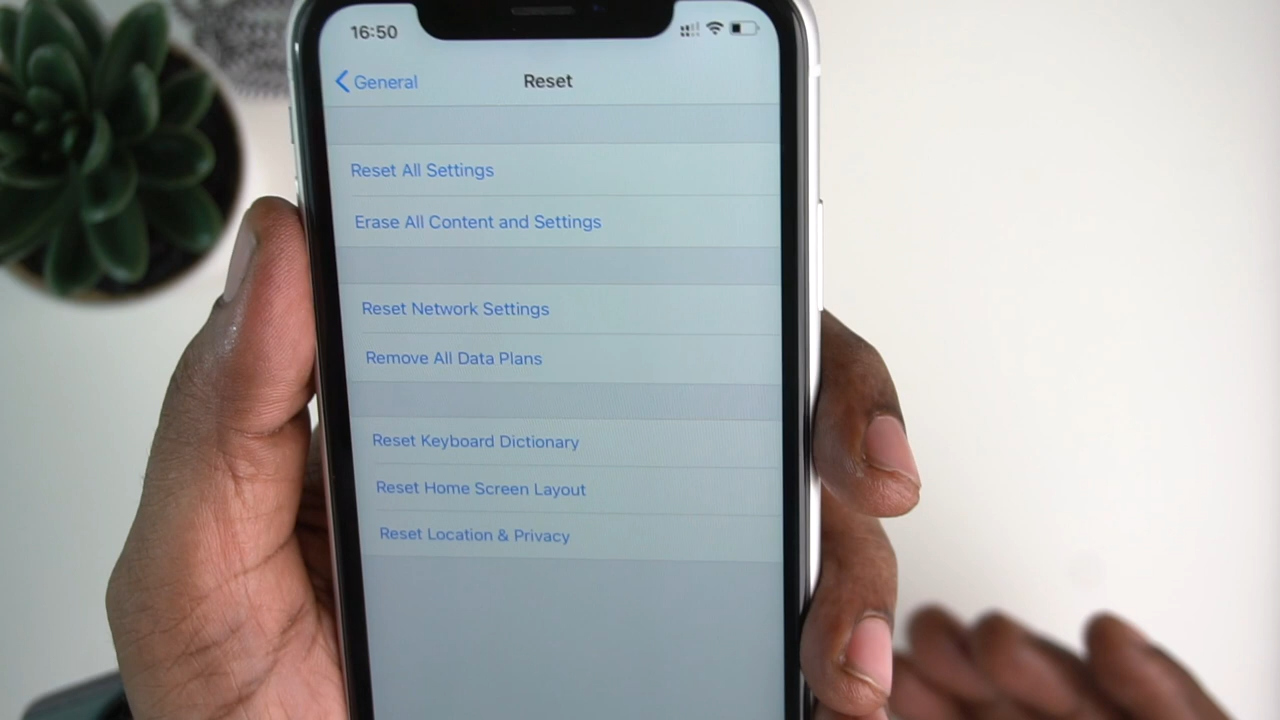 16:50
General
Reset
Reset All Settings
Erase All Content and Settings
Reset Network Settings
Remove All Data Plans
Reset Keyboard Dictionary
Reset Home Screen Layout
Reset Location & Privacy